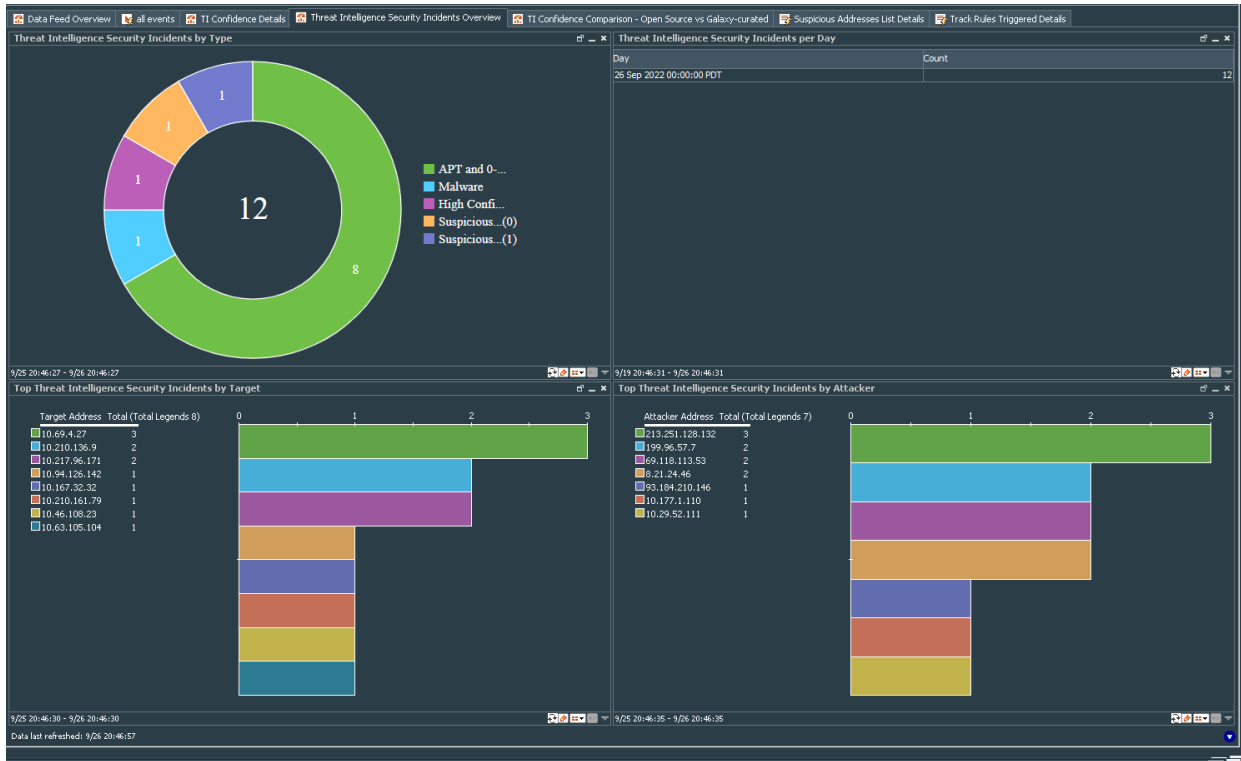 Data Feed Overview all events TI Confidence Details Threat Intelligence Security Incidents Overview TI Confidence Comparison - Open Source vs Galaxy-curated Suspicious Addresses List Details Track Rules Triggered Details
Threat Intelligence Security Incidents by Type
1
1
1
1
8
12
APT and 0-...
Malware
High Confi...
Suspicious...(0)
Suspicious...(1)
9/25 20:46:27 - 9/26 20:46:27
Threat Intelligence Security Incidents per Day
Day Count
26 Sep 2022 00:00:00 PDT 12
9/19 20:46:31 - 9/26 20:46:31
Top Threat Intelligence Security Incidents by Target
Target Address Total (Total Legends 8) 0 1 2 3
10.69.4.27 3
10.210.136.9 2
10.217.96.171 2
10.94.126.142 1
10.167.32.32 1
10.210.161.79 1
10.46.108.23 1
10.63.105.104 1
9/25 20:46:30 - 9/26 20:46:30
Top Threat Intelligence Security Incidents by Attacker
Attacker Address Total (Total Legends 7) 0 1 2 3
213.251.128.132 3
199.96.57.7 2
69.118.113.53 2
8.21.24.46 2
93.184.210.146 1
10.177.1.110 1
10.29.52.111 1
9/25 20:46:35 - 9/26 20:46:35
Data last refreshed: 9/26 20:46:57